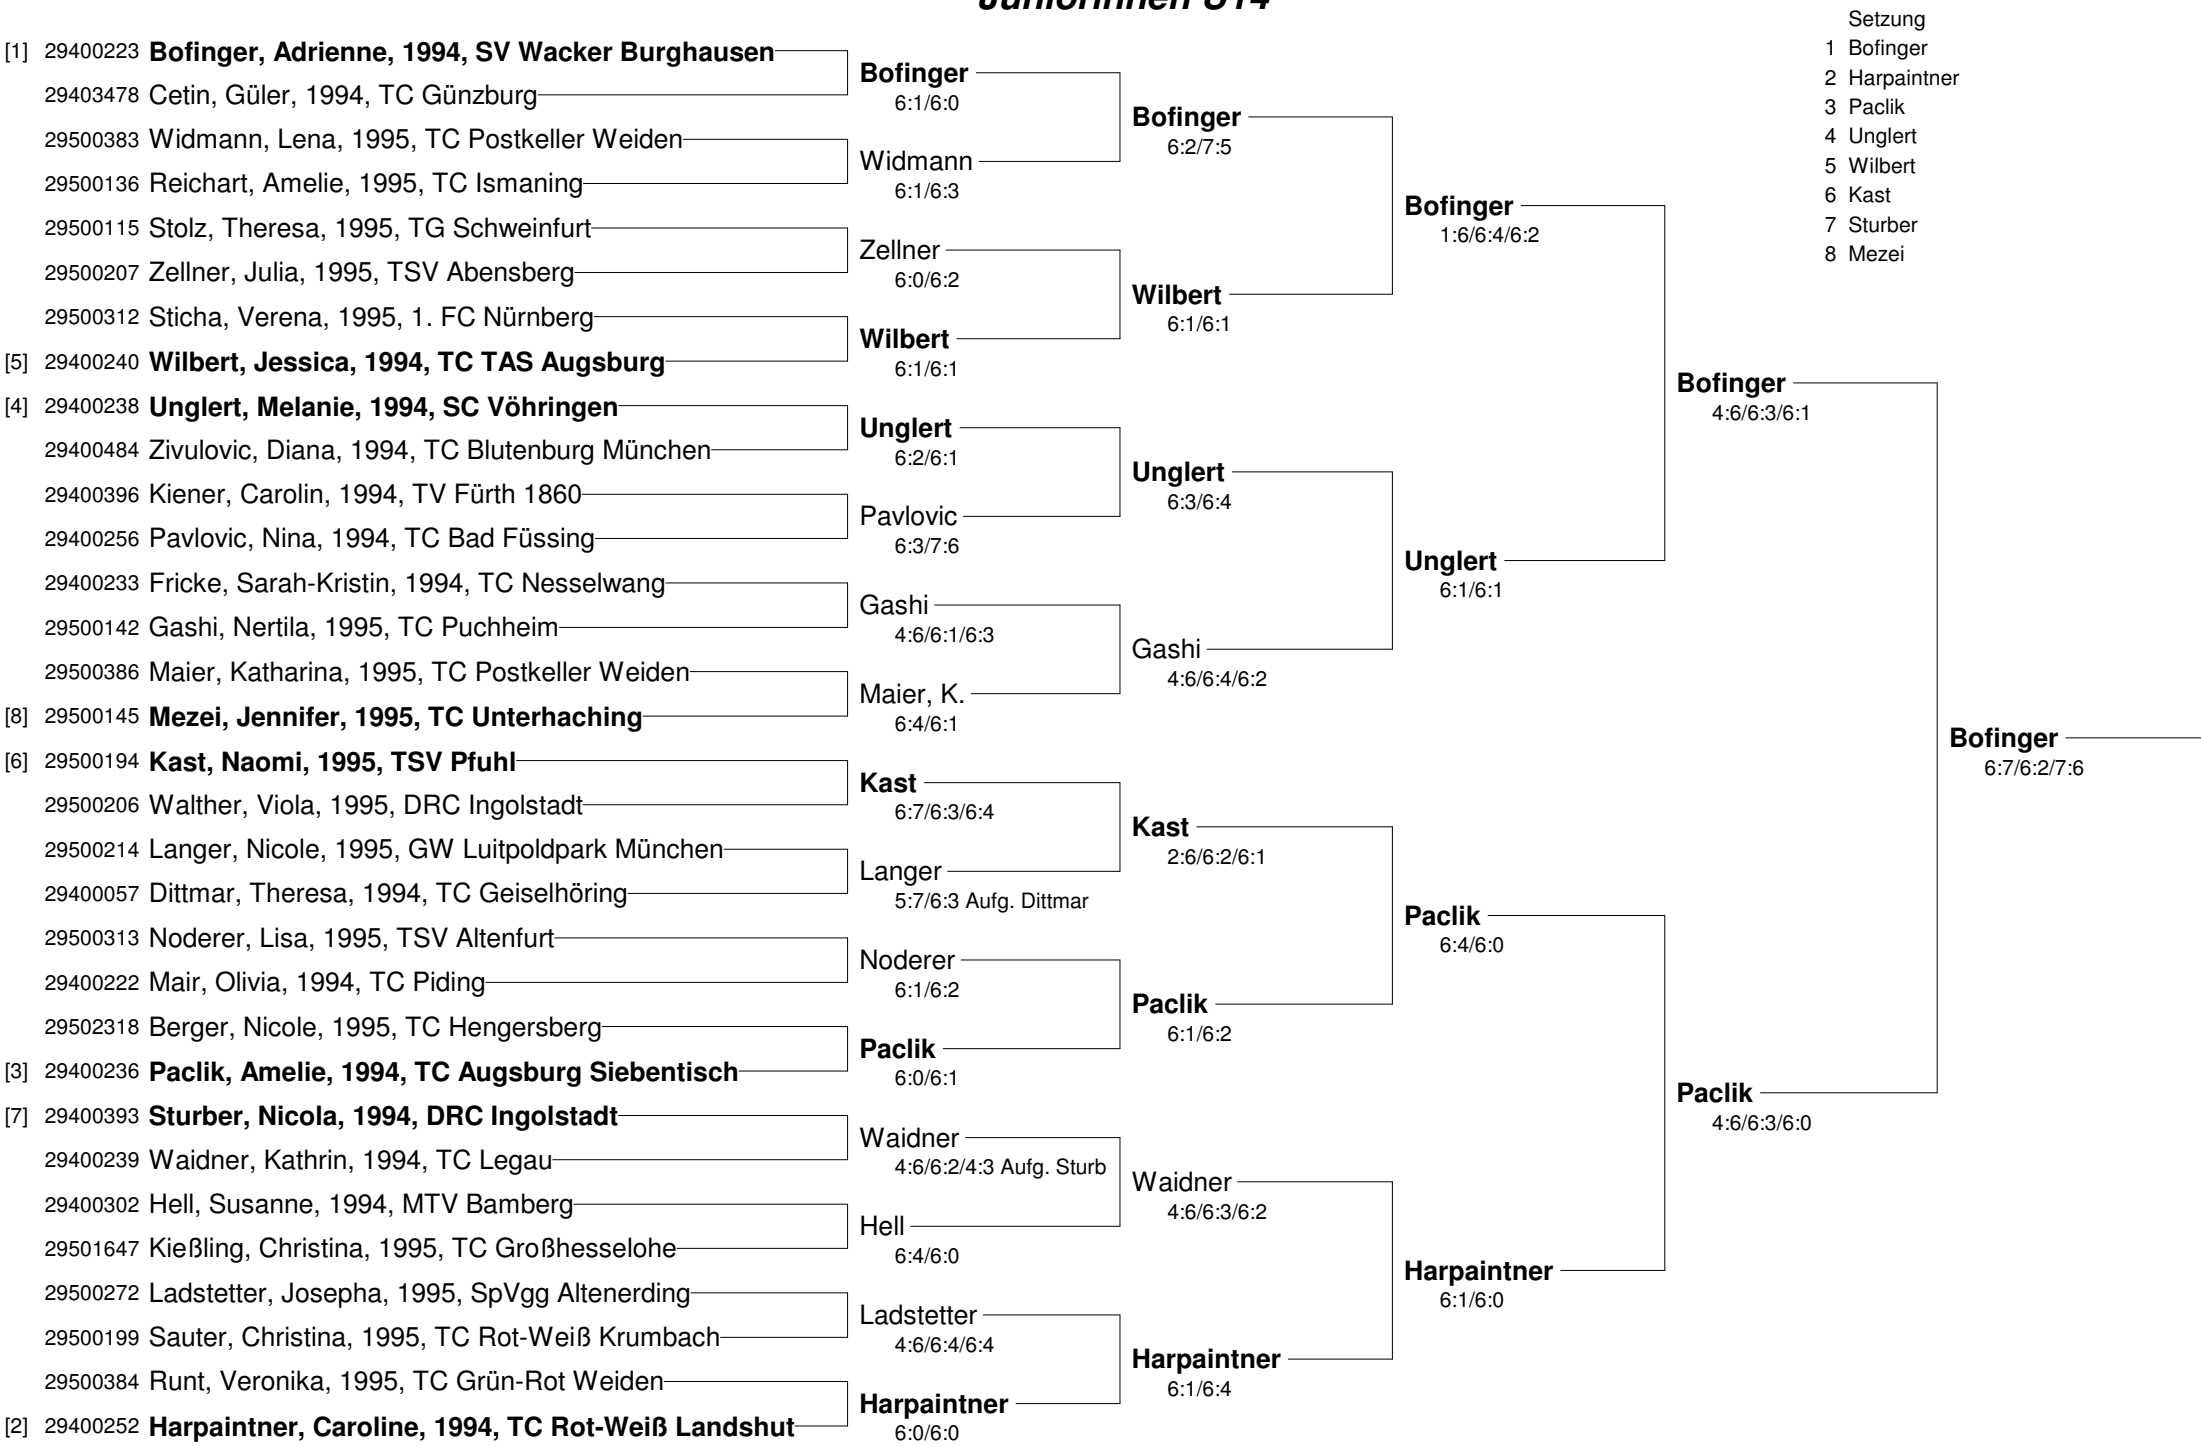 Juniorinnen U14
Setzung
1 Bofinger
2 Harpaintner
3 Paclik
4 Unglert
5 Wilbert
6 Kast
7 Sturber
8 Mezei
[1] 29400223 Bofinger, Adrienne, 1994, SV Wacker Burghausen
29403478 Cetin, Güler, 1994, TC Günzburg
29500383 Widmann, Lena, 1995, TC Postkeller Weiden
29500136 Reichart, Amelie, 1995, TC Ismaning
29500115 Stolz, Theresa, 1995, TG Schweinfurt
29500207 Zellner, Julia, 1995, TSV Abensberg
29500312 Sticha, Verena, 1995, 1. FC Nürnberg
[5] 29400240 Wilbert, Jessica, 1994, TC TAS Augsburg
[4] 29400238 Unglert, Melanie, 1994, SC Vöhringen
29400484 Zivulovic, Diana, 1994, TC Blutenburg München
29400396 Kiener, Carolin, 1994, TV Fürth 1860
29400256 Pavlovic, Nina, 1994, TC Bad Füssing
29400233 Fricke, Sarah-Kristin, 1994, TC Nesselwang
29500142 Gashi, Nertila, 1995, TC Puchheim
29500386 Maier, Katharina, 1995, TC Postkeller Weiden
[8] 29500145 Mezei, Jennifer, 1995, TC Unterhaching
[6] 29500194 Kast, Naomi, 1995, TSV Pfuhl
29500206 Walther, Viola, 1995, DRC Ingolstadt
29500214 Langer, Nicole, 1995, GW Luitpoldpark München
29400057 Dittmar, Theresa, 1994, TC Geiselhöring
29500313 Noderer, Lisa, 1995, TSV Altenfurt
29400222 Mair, Olivia, 1994, TC Piding
29502318 Berger, Nicole, 1995, TC Hengersberg
[3] 29400236 Paclik, Amelie, 1994, TC Augsburg Siebentisch
[7] 29400393 Sturber, Nicola, 1994, DRC Ingolstadt
29400239 Waidner, Kathrin, 1994, TC Legau
29400302 Hell, Susanne, 1994, MTV Bamberg
29501647 Kießling, Christina, 1995, TC Großhesselohe
29500272 Ladstetter, Josepha, 1995, SpVgg Altenerding
29500199 Sauter, Christina, 1995, TC Rot-Weiß Krumbach
29500384 Runt, Veronika, 1995, TC Grün-Rot Weiden
[2] 29400252 Harpaintner, Caroline, 1994, TC Rot-Weiß Landshut
Bofinger
6:1/6:0
Widmann
6:1/6:3
Zellner
6:0/6:2
Wilbert
6:1/6:1
Unglert
6:2/6:1
Pavlovic
6:3/7:6
Gashi
4:6/6:1/6:3
Maier, K.
6:4/6:1
Kast
6:7/6:3/6:4
Langer
5:7/6:3 Aufg. Dittmar
Noderer
6:1/6:2
Paclik
6:0/6:1
Waidner
4:6/6:2/4:3 Aufg. Sturb
Hell
6:4/6:0
Ladstetter
4:6/6:4/6:4
Harpaintner
6:0/6:0
Bofinger
6:2/7:5
Wilbert
6:1/6:1
Unglert
6:3/6:4
Gashi
4:6/6:4/6:2
Kast
2:6/6:2/6:1
Paclik
6:1/6:2
Waidner
4:6/6:3/6:2
Harpaintner
6:1/6:4
Bofinger
1:6/6:4/6:2
Unglert
6:1/6:1
Paclik
6:4/6:0
Harpaintner
6:1/6:0
Bofinger
4:6/6:3/6:1
Paclik
4:6/6:3/6:0
Bofinger
6:7/6:2/7:6